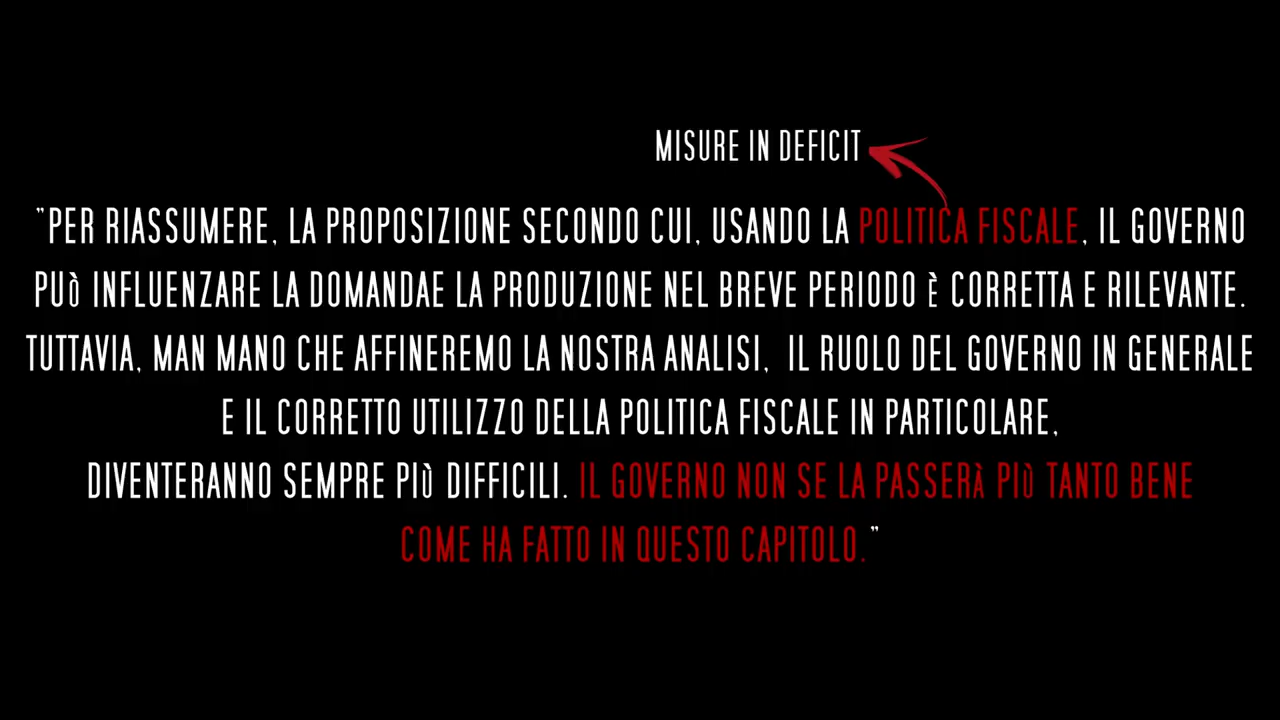 MISURE IN DEFICIT
"PER RIASSUMERE, LA PROPOSIZIONE SECONDO CUI, USANDO LA POLITICA FISCALE, IL GOVERNO
PUÒ INFLUENZARE LA DOMANDAE LA PRODUZIONE NEL BREVE PERIODO È CORRETTA E RILEVANTE.
TUTTAVIA, MAN MANO CHE AFFINEREMO LA NOSTRA ANALISI, IL RUOLO DEL GOVERNO IN GENERALE
E IL CORRETTO UTILIZZO DELLA POLITICA FISCALE IN PARTICOLARE,
DIVENTERANNO SEMPRE PIÙ DIFFICILI. IL GOVERNO NON SE LA PASSERÀ PIÙ TANTO BENE
COME HA FATTO IN QUESTO CAPITOLO."